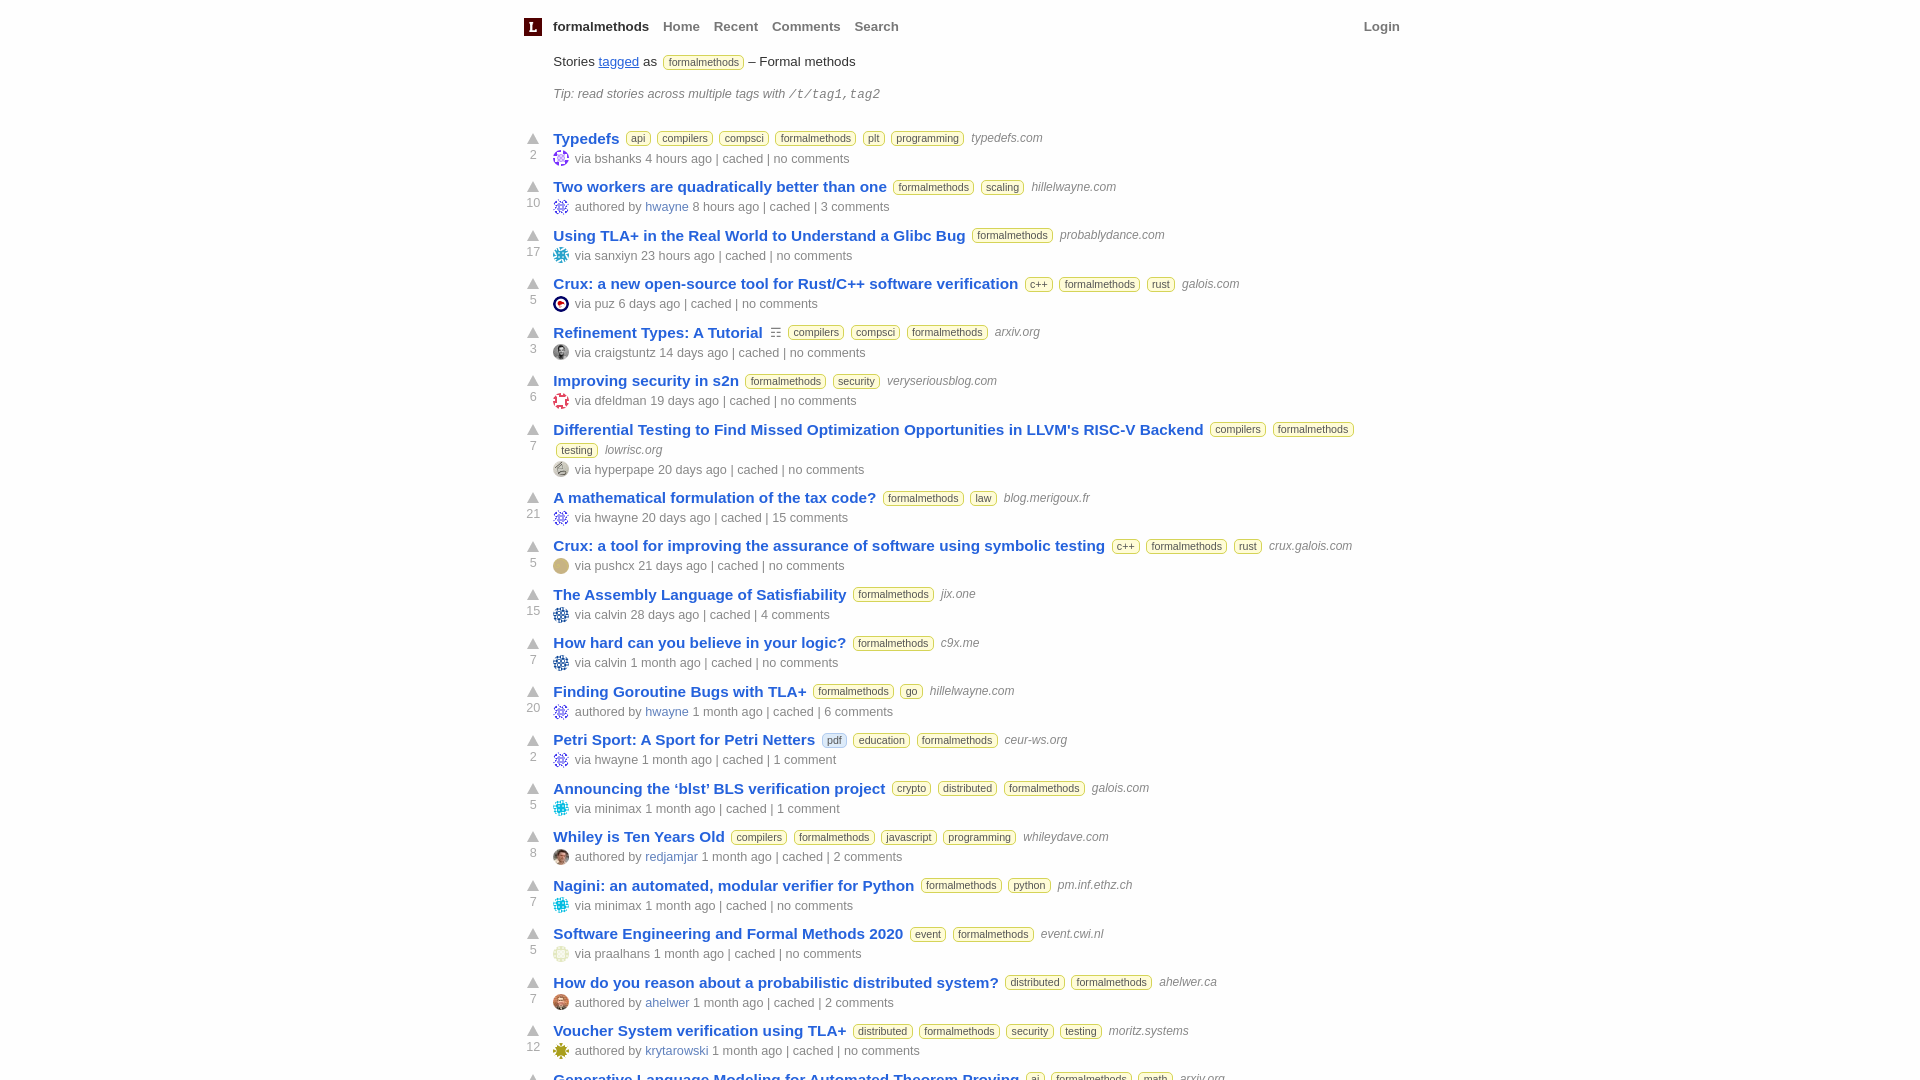 L formalmethods Home Recent Comments Search Login
Stories tagged as formalmethods – Formal methods
Tip: read stories across multiple tags with /t/tag1,tag2
Typedefs api compilers compsci formalmethods plt programming typedefs.com
2 via bshanks 4 hours ago | cached | no comments
Two workers are quadratically better than one formalmethods scaling hillelwayne.com
10 authored by hwayne 8 hours ago | cached | 3 comments
Using TLA+ in the Real World to Understand a Glibc Bug formalmethods probablydance.com
17 via sanxiyn 23 hours ago | cached | no comments
Crux: a new open-source tool for Rust/C++ software verification c++ formalmethods rust galois.com
5 via puz 6 days ago | cached | no comments
Refinement Types: A Tutorial ☶ compilers compsci formalmethods arxiv.org
3 via craigstuntz 14 days ago | cached | no comments
Improving security in s2n formalmethods security veryseriousblog.com
6 via dfeldman 19 days ago | cached | no comments
Differential Testing to Find Missed Optimization Opportunities in LLVM's RISC-V Backend compilers formalmethods
7 testing lowrisc.org
via hyperpape 20 days ago | cached | no comments
A mathematical formulation of the tax code? formalmethods law blog.merigoux.fr
21 via hwayne 20 days ago | cached | 15 comments
Crux: a tool for improving the assurance of software using symbolic testing c++ formalmethods rust crux.galois.com
5 via pushcx 21 days ago | cached | no comments
The Assembly Language of Satisfiability formalmethods jix.one
15 via calvin 28 days ago | cached | 4 comments
How hard can you believe in your logic? formalmethods c9x.me
7 via calvin 1 month ago | cached | no comments
Finding Goroutine Bugs with TLA+ formalmethods go hillelwayne.com
20 authored by hwayne 1 month ago | cached | 6 comments
Petri Sport: A Sport for Petri Netters pdf education formalmethods ceur-ws.org
2 via hwayne 1 month ago | cached | 1 comment
Announcing the ‘blst’ BLS verification project crypto distributed formalmethods galois.com
5 via minimax 1 month ago | cached | 1 comment
Whiley is Ten Years Old compilers formalmethods javascript programming whileydave.com
8 authored by redjamjar 1 month ago | cached | 2 comments
Nagini: an automated, modular verifier for Python formalmethods python pm.inf.ethz.ch
7 via minimax 1 month ago | cached | no comments
Software Engineering and Formal Methods 2020 event formalmethods event.cwi.nl
5 via praalhans 1 month ago | cached | no comments
How do you reason about a probabilistic distributed system? distributed formalmethods ahelwer.ca
7 authored by ahelwer 1 month ago | cached | 2 comments
Voucher System verification using TLA+ distributed formalmethods security testing moritz.systems
12 authored by krytarowski 1 month ago | cached | no comments
Generative Language Modeling for Automated Theorem Proving ai formalmethods math arxiv.org